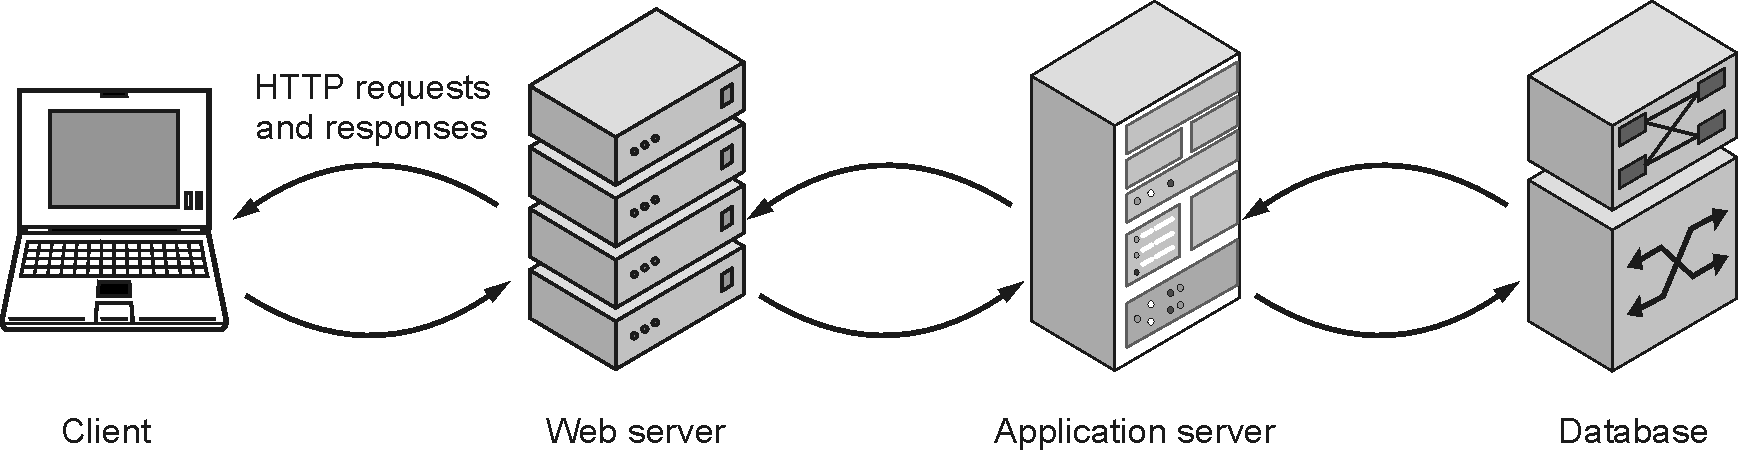 HTTP requests
and responses
Client
Web server
Application server
Database